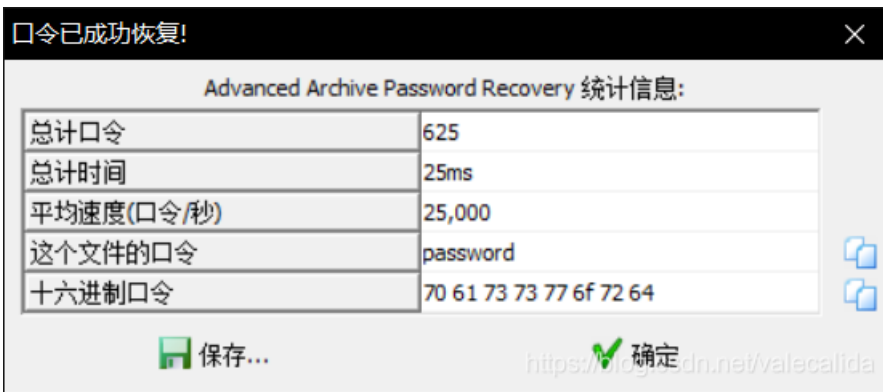 口令已成功恢复!
Advanced Archive Password Recovery 统计信息:
总计口令 625
总计时间 25ms
平均速度(口令/秒) 25,000
这个文件的口令 password
十六进制口令 70 61 73 73 77 6f 72 64
保存... 确定
https://blog.csdn.net/valecalida